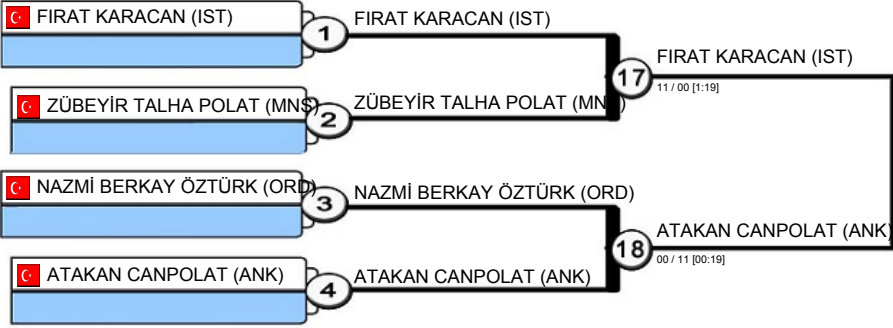 FIRAT KARACAN (IST)
1
FIRAT KARACAN (IST)
17
FIRAT KARACAN (IST)
11 / 00 [1:19]
ZÜBEYİR TALHA POLAT (MNS)
2
ZÜBEYİR TALHA POLAT (MNS)
NAZMİ BERKAY ÖZTÜRK (ORD)
3
NAZMİ BERKAY ÖZTÜRK (ORD)
18
ATAKAN CANPOLAT (ANK)
00 / 11 [00:19]
ATAKAN CANPOLAT (ANK)
4
ATAKAN CANPOLAT (ANK)